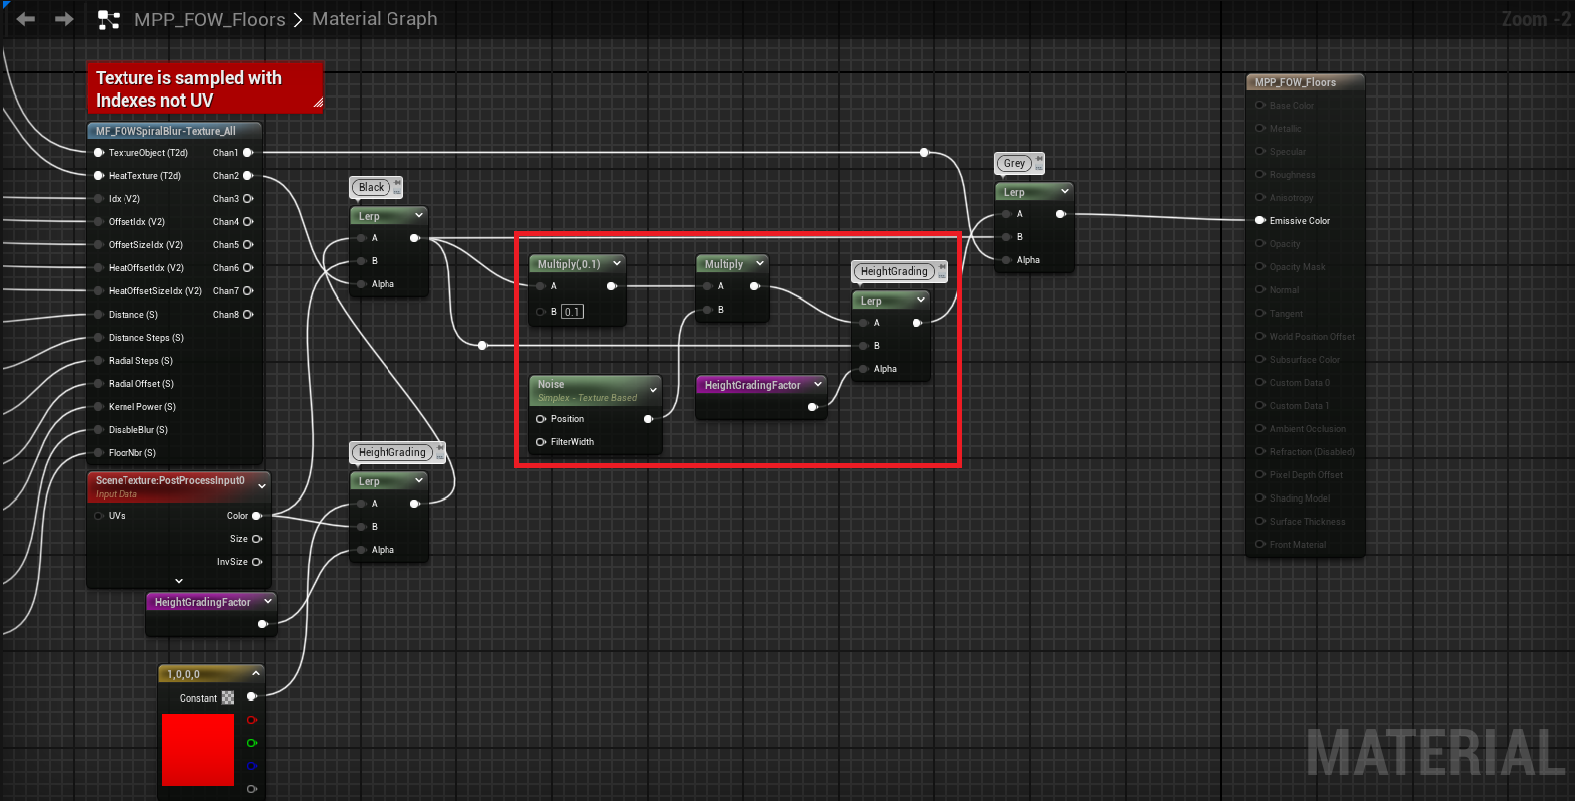 MPP_FOW_Floors > Material Graph
Zoom -2
Texture is sampled with
Indexes not UV
MF_FOWSpiralBlur-Texture_All
TextureObject (T2d) Chan1
HeatTexture (T2d) Chan2
Idx (V2) Chan3
OffsetIdx (V2) Chan4
OffsetSizeIdx (V2) Chan5
HeatOffsetIdx (V2) Chan6
HeatOffsetSizeIdx (V2) Chan7
Distance (S) Chan8
Distance Steps (S)
Radial Steps (S)
Radial Offset (S)
Kernel Power (S)
DisableBlur (S)
FloorNbr (S)
SceneTexture:PostProcessInput0
Input Data
UVs Color
Size
InvSize
HeightGradingFactor
1,0,0,0
Constant
Black
Lerp
A
B
Alpha
HeightGrading
Lerp
A
B
Alpha
Multiply(,0.1)
A
B 0.1
Multiply
A
B
Noise
Simplex - Texture Based
Position
FilterWidth
HeightGradingFactor
HeightGrading
Lerp
A
B
Alpha
Grey
Lerp
A
B
Alpha
MPP_FOW_Floors
Base Color
Metallic
Specular
Roughness
Anisotropy
Emissive Color
Opacity
Opacity Mask
Normal
Tangent
World Position Offset
Subsurface Color
Custom Data 0
Custom Data 1
Ambient Occlusion
Refraction (Disabled)
Pixel Depth Offset
Shading Model
Surface Thickness
Front Material
MATERIAL